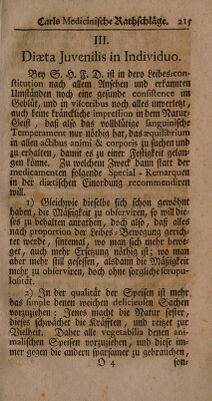 Carls Medicinische Rathschläge. 215
III.
Diæta Juvenilis in Individuo.
Bey S. H. F. D. ist in dero Leibes-con-
stitution nach allem Ansehen und erkannten
Umständen noch eine gesunde consistence im
Geblüt, und in visceribus noch alles unverletzt,
auch keine kränckliche impression in dem Natur-
Geist, daß also das vollblütige sanguinische
Temperament nur nöthig hat, das æquilibrium
in allen actibus animi & corporis zu suchen und
zu erhalten, damit es zu einer Festigkeit gelan-
gen könne. Zu welchem Zweck dann statt der
medicamenten folgende Special-Remarquen
in der diætischen Einordung recommendiren
will.
1) Gleichwie dieselbe sich schon gewöhnet
haben, die Mäßigkeit zu observiren, so will die-
ses zu behalten anrathen, doch also, daß alles
nach proportion der Leibes-Bewegung gerich-
tet werde, sintemal, wo man sich mehr bewe-
get, auch mehr Ersetzung nöthig ist; wo man
aber mehr still gesessen, alsdann die Mäßigkeit
mehr zu observiren, doch ohne sorgliche scrupu-
losität.
2) In der qualität der Speisen ist mehr
das simple denen weichen delicieusen Sachen
vorzuziehen: Jenes macht die Natur fester,
dieses schwächet die Kräfften, und reitzet zur
Vielheit. Daher alle vegetabilia denen ani-
malischen Speisen vorzuziehen, und diese im-
mer gegen die andern sparsamer zu gebrauchen,
O 4 son-